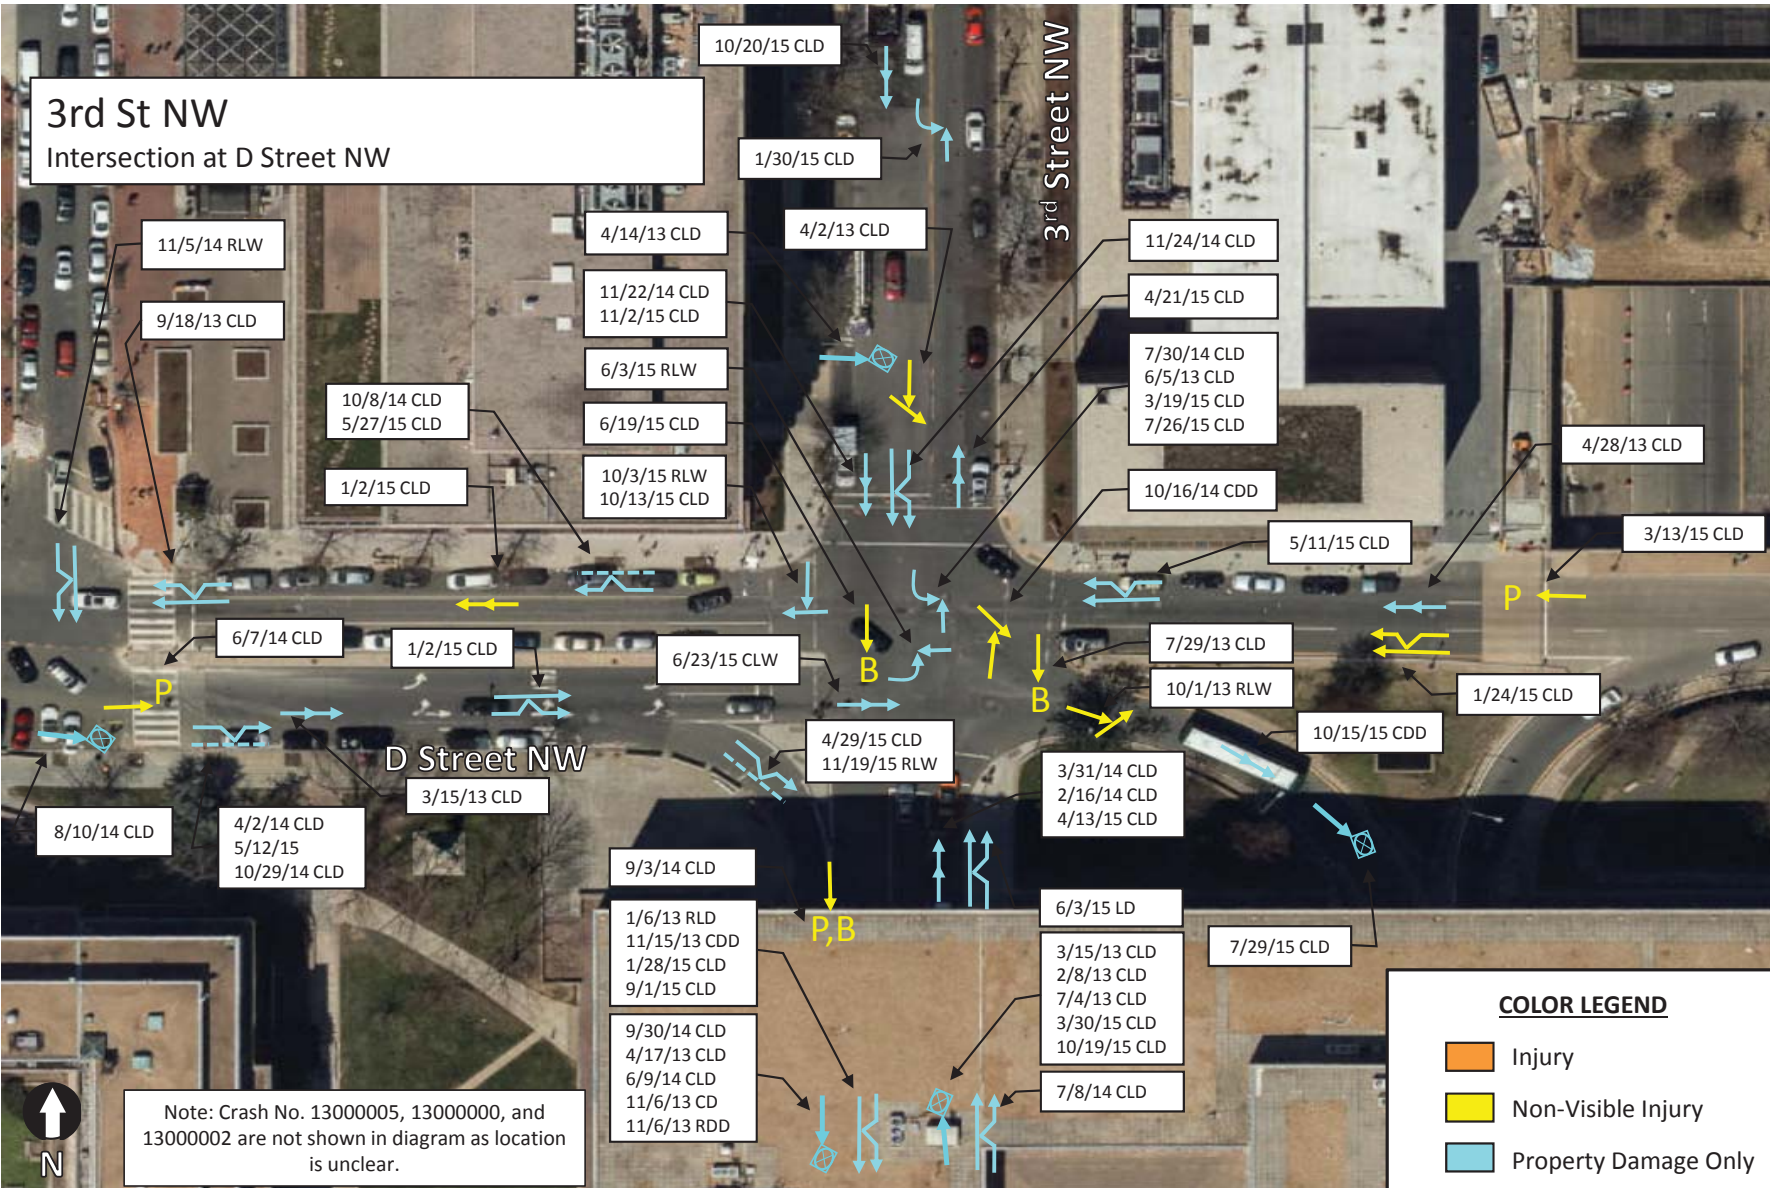 3rd St NW
Intersection at D Street NW
10/20/15 CLD
1/30/15 CLD
3rd Street NW
11/5/14 RLW
9/18/13 CLD
4/14/13 CLD
4/2/13 CLD
11/24/14 CLD
11/22/14 CLD
11/2/15 CLD
4/21/15 CLD
6/3/15 RLW
7/30/14 CLD
6/5/13 CLD
3/19/15 CLD
7/26/15 CLD
10/8/14 CLD
5/27/15 CLD
6/19/15 CLD
4/28/13 CLD
1/2/15 CLD
10/3/15 RLW
10/13/15 CLD
10/16/14 CDD
5/11/15 CLD
3/13/15 CLD
P
6/7/14 CLD
1/2/15 CLD
6/23/15 CLW
B
7/29/13 CLD
P
B
10/1/13 RLW
1/24/15 CLD
10/15/15 CDD
D Street NW
4/29/15 CLD
11/19/15 RLW
3/15/13 CLD
3/31/14 CLD
2/16/14 CLD
4/13/15 CLD
8/10/14 CLD
4/2/14 CLD
5/12/15
10/29/14 CLD
9/3/14 CLD
P,B
6/3/15 LD
7/29/15 CLD
1/6/13 RLD
11/15/13 CDD
1/28/15 CLD
9/1/15 CLD
3/15/13 CLD
2/8/13 CLD
7/4/13 CLD
3/30/15 CLD
10/19/15 CLD
9/30/14 CLD
4/17/13 CLD
6/9/14 CLD
11/6/13 CD
11/6/13 RDD
7/8/14 CLD
N
Note: Crash No. 13000005, 13000000, and
13000002 are not shown in diagram as location
is unclear.
COLOR LEGEND
Injury
Non-Visible Injury
Property Damage Only